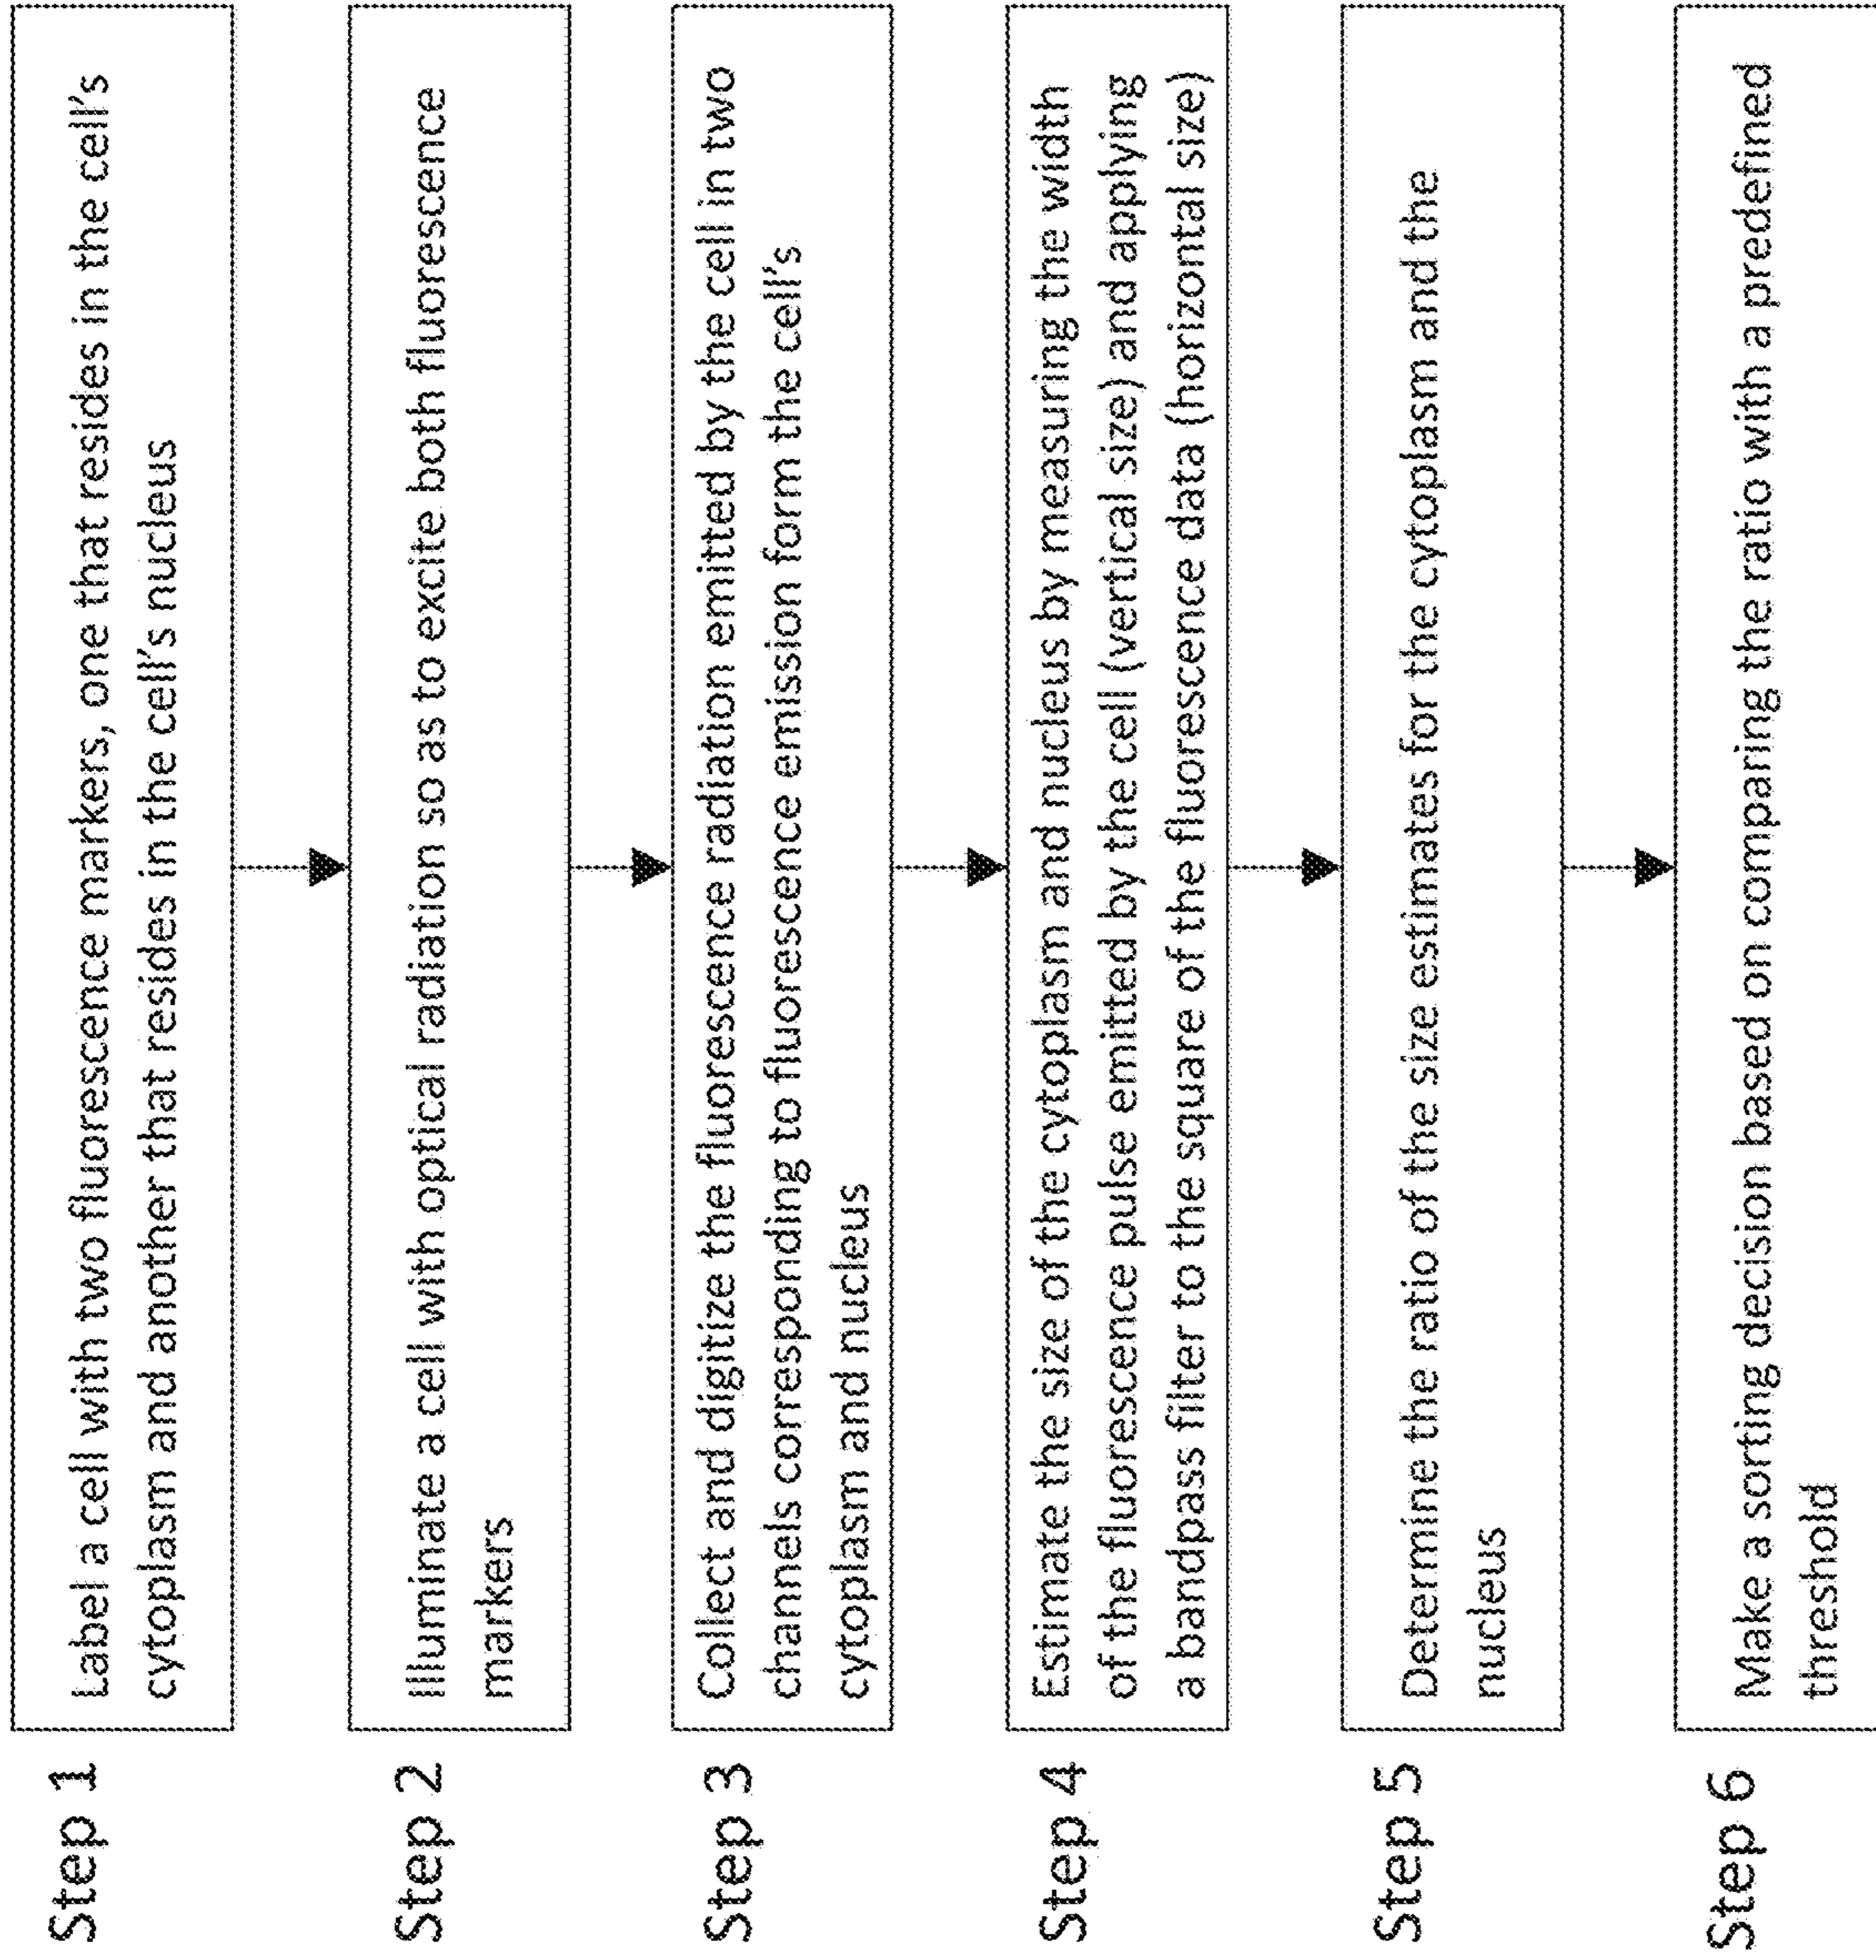 Step 1
Label a cell with two fluorescence markers, one that resides in the cell's
cytoplasm and another that resides in the cell's nucleus
Step 2
Illuminate a cell with optical radiation so as to excite both fluorescence
markers
Step 3
Collect and digitize the fluorescence radiation emitted by the cell in two
channels corresponding to fluorescence emission form the cell's
cytoplasm and nucleus
Step 4
Estimate the size of the cytoplasm and nucleus by measuring the width
of the fluorescence pulse emitted by the cell (vertical size) and applying
a bandpass filter to the square of the fluorescence data (horizontal size)
Step 5
Determine the ratio of the size estimates for the cytoplasm and the
nucleus
Step 6
Make a sorting decision based on comparing the ratio with a predefined
threshold